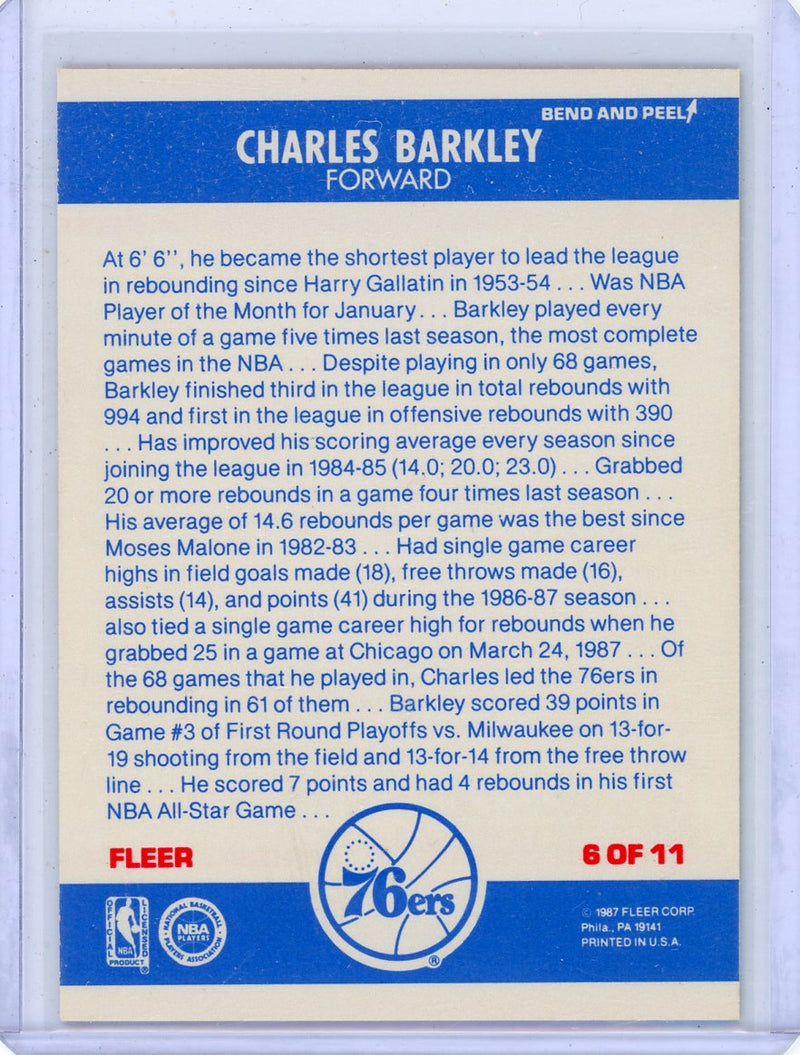 BEND AND PEEL
CHARLES BARKLEY
FORWARD
At 6' 6'', he became the shortest player to lead the league
in rebounding since Harry Gallatin in 1953-54 . . . Was NBA
Player of the Month for January . . . Barkley played every
minute of a game five times last season, the most complete
games in the NBA . . . Despite playing in only 68 games,
Barkley finished third in the league in total rebounds with
994 and first in the league in offensive rebounds with 390
. . . Has improved his scoring average every season since
joining the league in 1984-85 (14.0; 20.0; 23.0) . . . Grabbed
20 or more rebounds in a game four times last season . . .
His average of 14.6 rebounds per game was the best since
Moses Malone in 1982-83 . . . Had single game career
highs in field goals made (18), free throws made (16),
assists (14), and points (41) during the 1986-87 season . . .
also tied a single game career high for rebounds when he
grabbed 25 in a game at Chicago on March 24, 1987 . . . Of
the 68 games that he played in, Charles led the 76ers in
rebounding in 61 of them . . . Barkley scored 39 points in
Game #3 of First Round Playoffs vs. Milwaukee on 13-for-
19 shooting from the field and 13-for-14 from the free throw
line . . . He scored 7 points and had 4 rebounds in his first
NBA All-Star Game . . .
FLEER
6 OF 11
76ers
®
OFFICIAL
LICENSED
NBA
PRODUCT
®
NATIONAL BASKETBALL
NBA
PLAYERS
PLAYERS ASSOCIATION
© 1987 FLEER CORP.
Phila., PA 19141
PRINTED IN U.S.A.